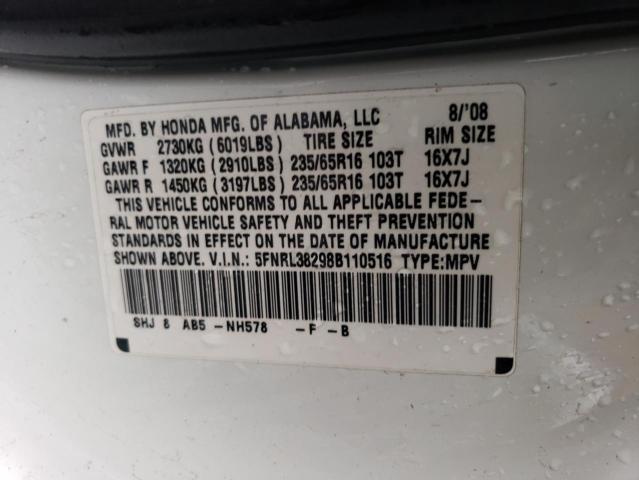 MFD. BY HONDA MFG. OF ALABAMA, LLC 8/'08
GVWR 2730KG (6019LBS) TIRE SIZE RIM SIZE
GAWR F 1320KG (2910LBS) 235/65R16 103T 16X7J
GAWR R 1450KG (3197LBS) 235/65R16 103T 16X7J
THIS VEHICLE CONFORMS TO ALL APPLICABLE FEDE-
RAL MOTOR VEHICLE SAFETY AND THEFT PREVENTION
STANDARDS IN EFFECT ON THE DATE OF MANUFACTURE
SHOWN ABOVE. V.I.N.: 5FNRL38298B110516 TYPE:MPV
SHJ 8 AB5 -NH578 -F -B